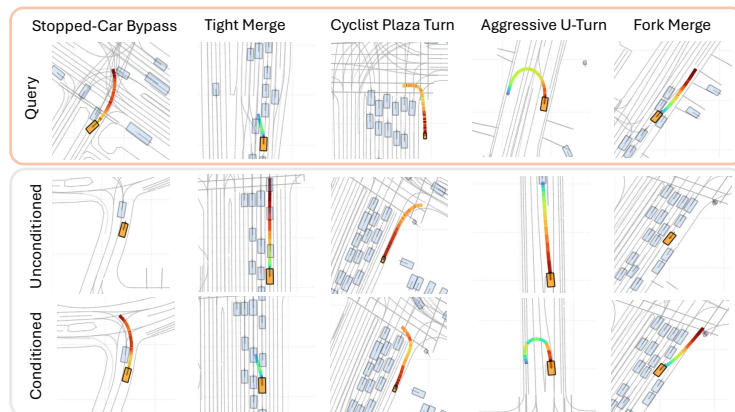 Stopped-Car Bypass Tight Merge Cyclist Plaza Turn Aggressive U-Turn Fork Merge
Query
Unconditioned
Conditioned